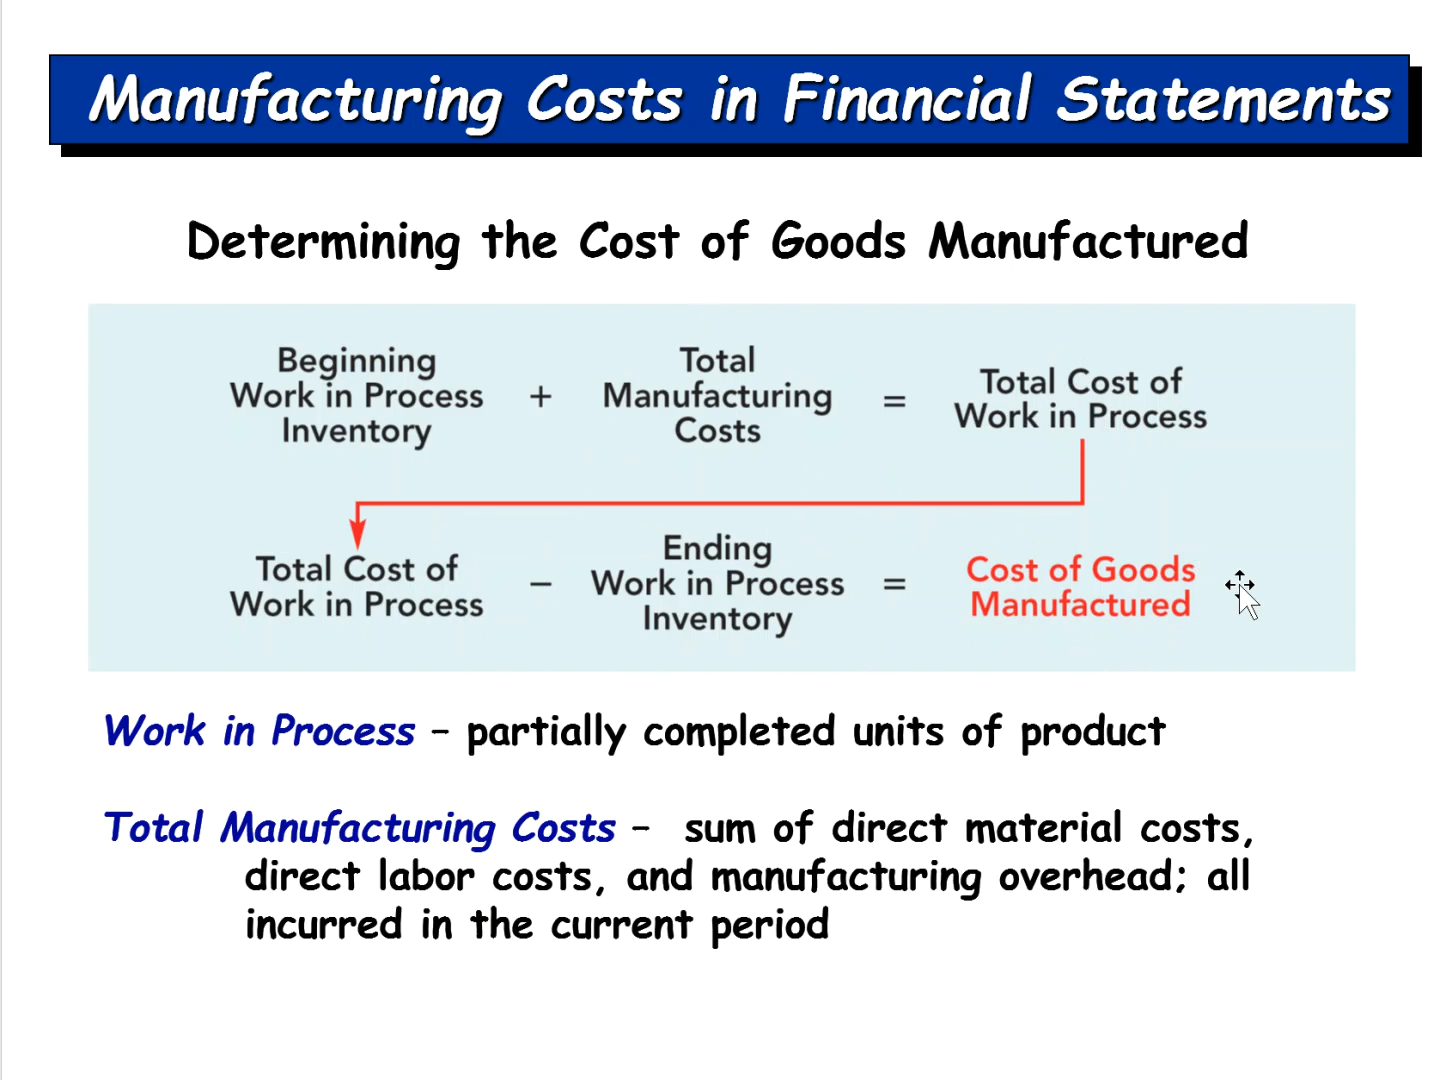 Manufacturing Costs in Financial Statements
Determining the Cost of Goods Manufactured
Beginning
Work in Process
Inventory
+
Total
Manufacturing
Costs
=
Total Cost of
Work in Process
Total Cost of
Work in Process
−
Ending
Work in Process
Inventory
=
Cost of Goods
Manufactured
Work in Process – partially completed units of product
Total Manufacturing Costs – sum of direct material costs,
direct labor costs, and manufacturing overhead; all
incurred in the current period